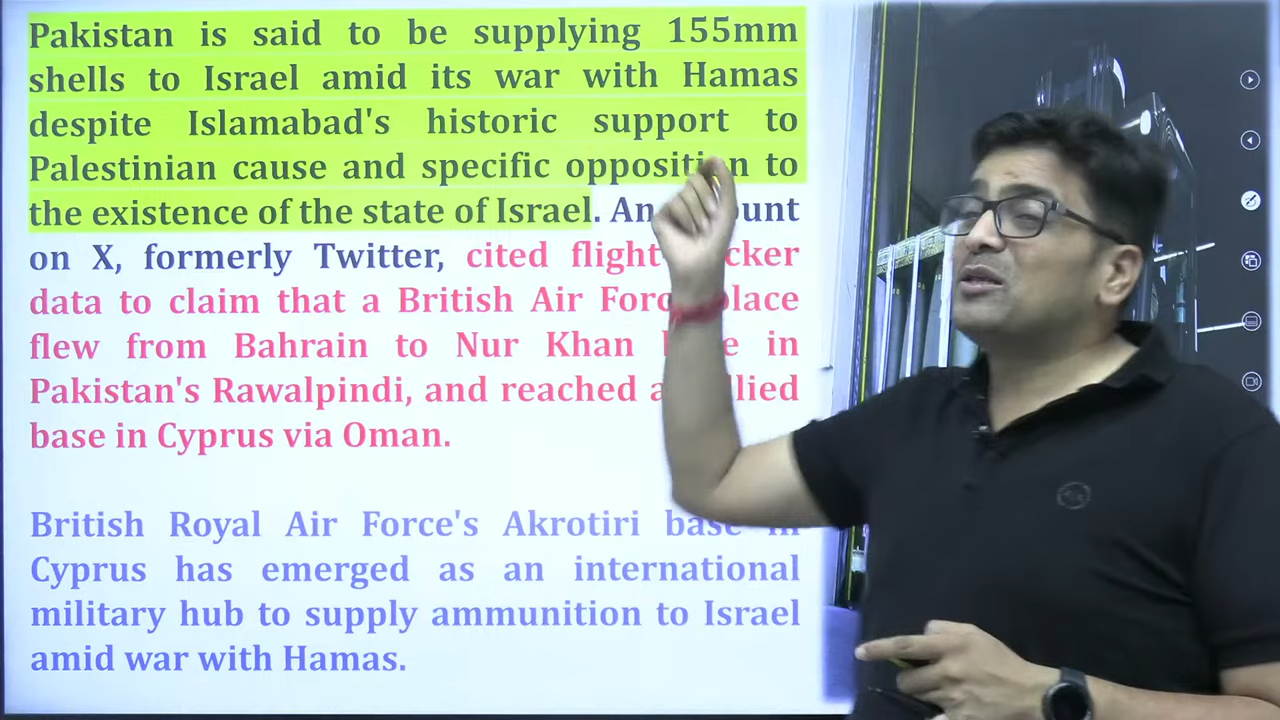 Pakistan is said to be supplying 155mm
shells to Israel amid its war with Hamas
despite Islamabad's historic support to
Palestinian cause and specific opposition to
the existence of the state of Israel. An
on X, formerly Twitter, cited flight
data to claim that a British Air Force
flew from Bahrain to Nur Khan in
Pakistan's Rawalpindi, and reached
base in Cyprus via Oman.
British Royal Air Force's Akrotiri base in
Cyprus has emerged as an international
military hub to supply ammunition to Israel
amid war with Hamas.